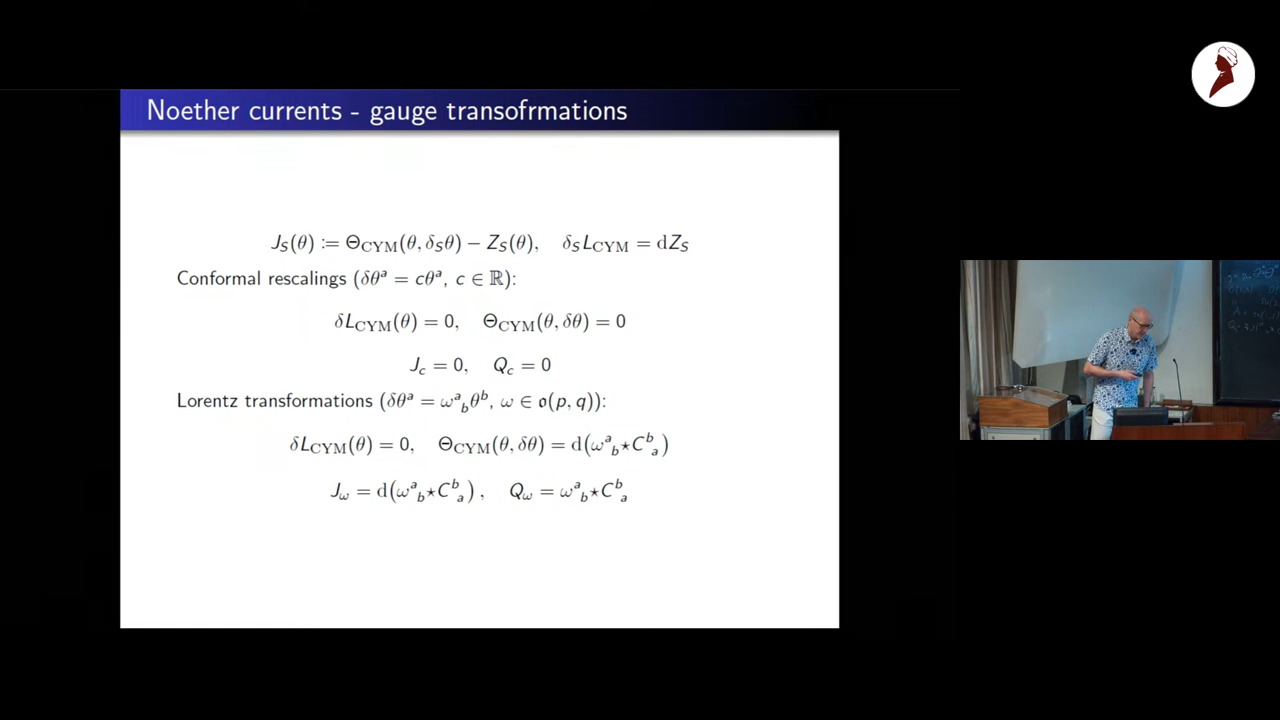 Noether currents - gauge transofrmations
J_S(θ) := Θ_CYM(θ, δ_Sθ) − Z_S(θ), δ_S L_CYM = dZ_S
Conformal rescalings (δθ^a = cθ^a, c ∈ ℝ):
δL_CYM(θ) = 0, Θ_CYM(θ, δθ) = 0
J_c = 0, Q_c = 0
Lorentz transformations (δθ^a = ω^a_b θ^b, ω ∈ 𝔬(p, q)):
δL_CYM(θ) = 0, Θ_CYM(θ, δθ) = d(ω^a_b ⋆ C^b_a)
J_ω = d(ω^a_b ⋆ C^b_a), Q_ω = ω^a_b ⋆ C^b_a